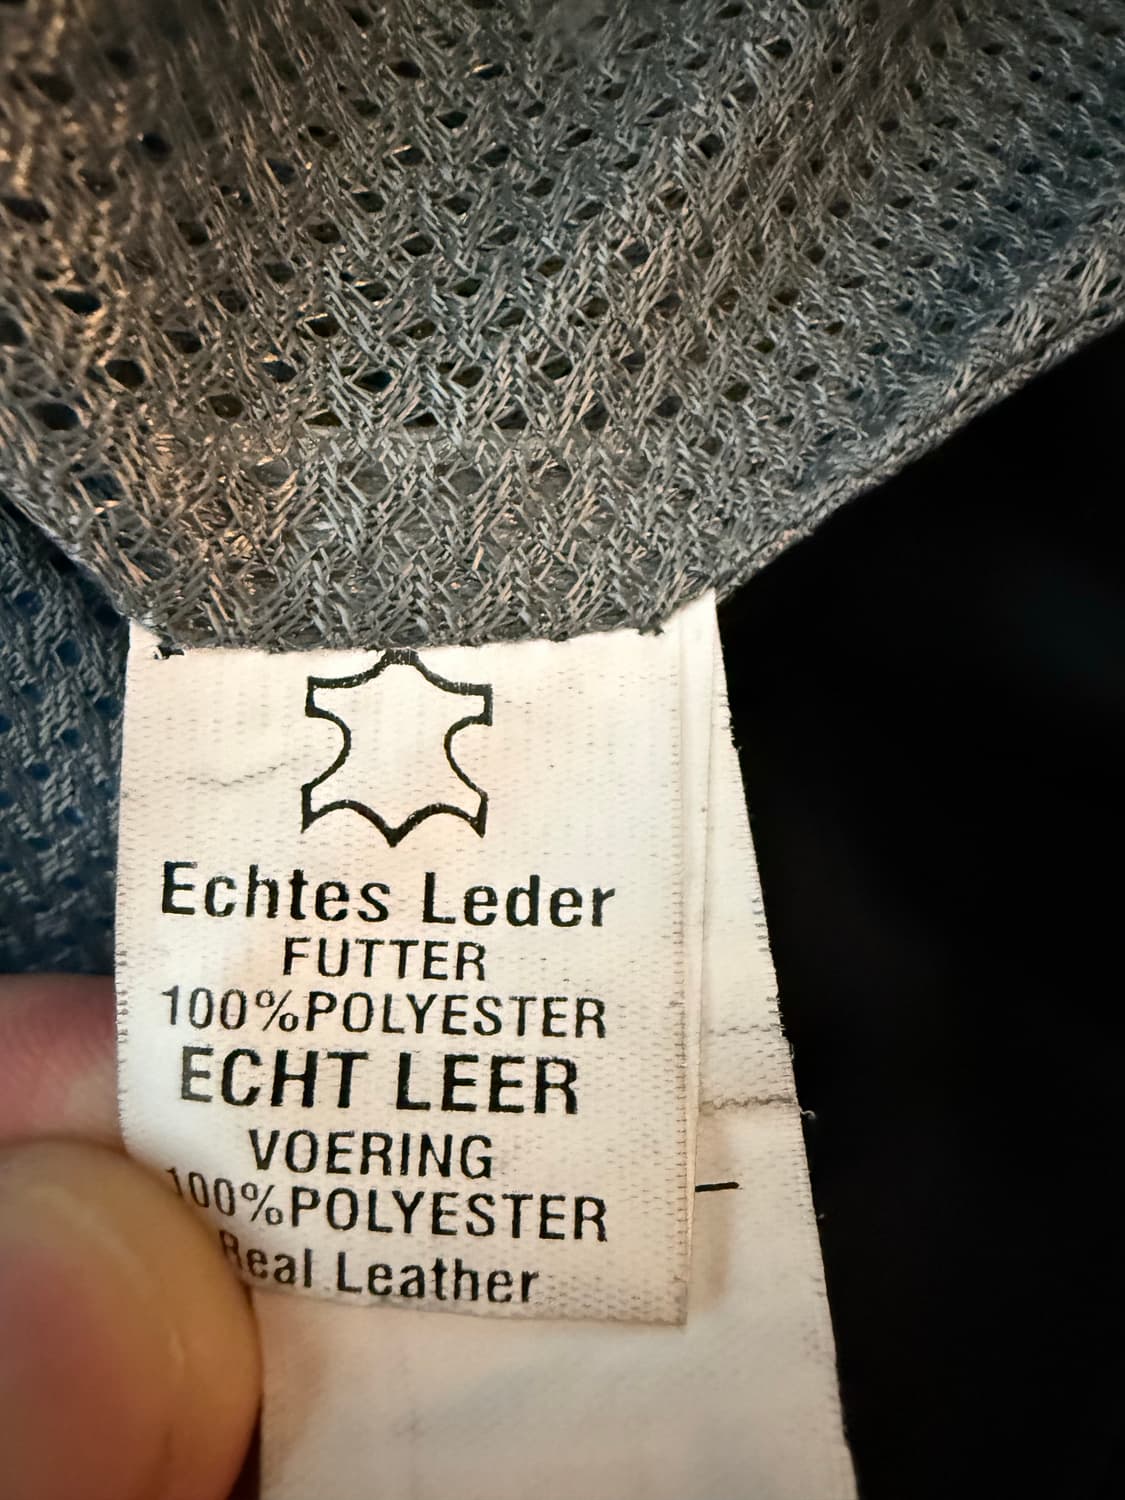 Echtes Leder
FUTTER
100%POLYESTER
ECHT LEER
VOERING
100%POLYESTER
Real Leather